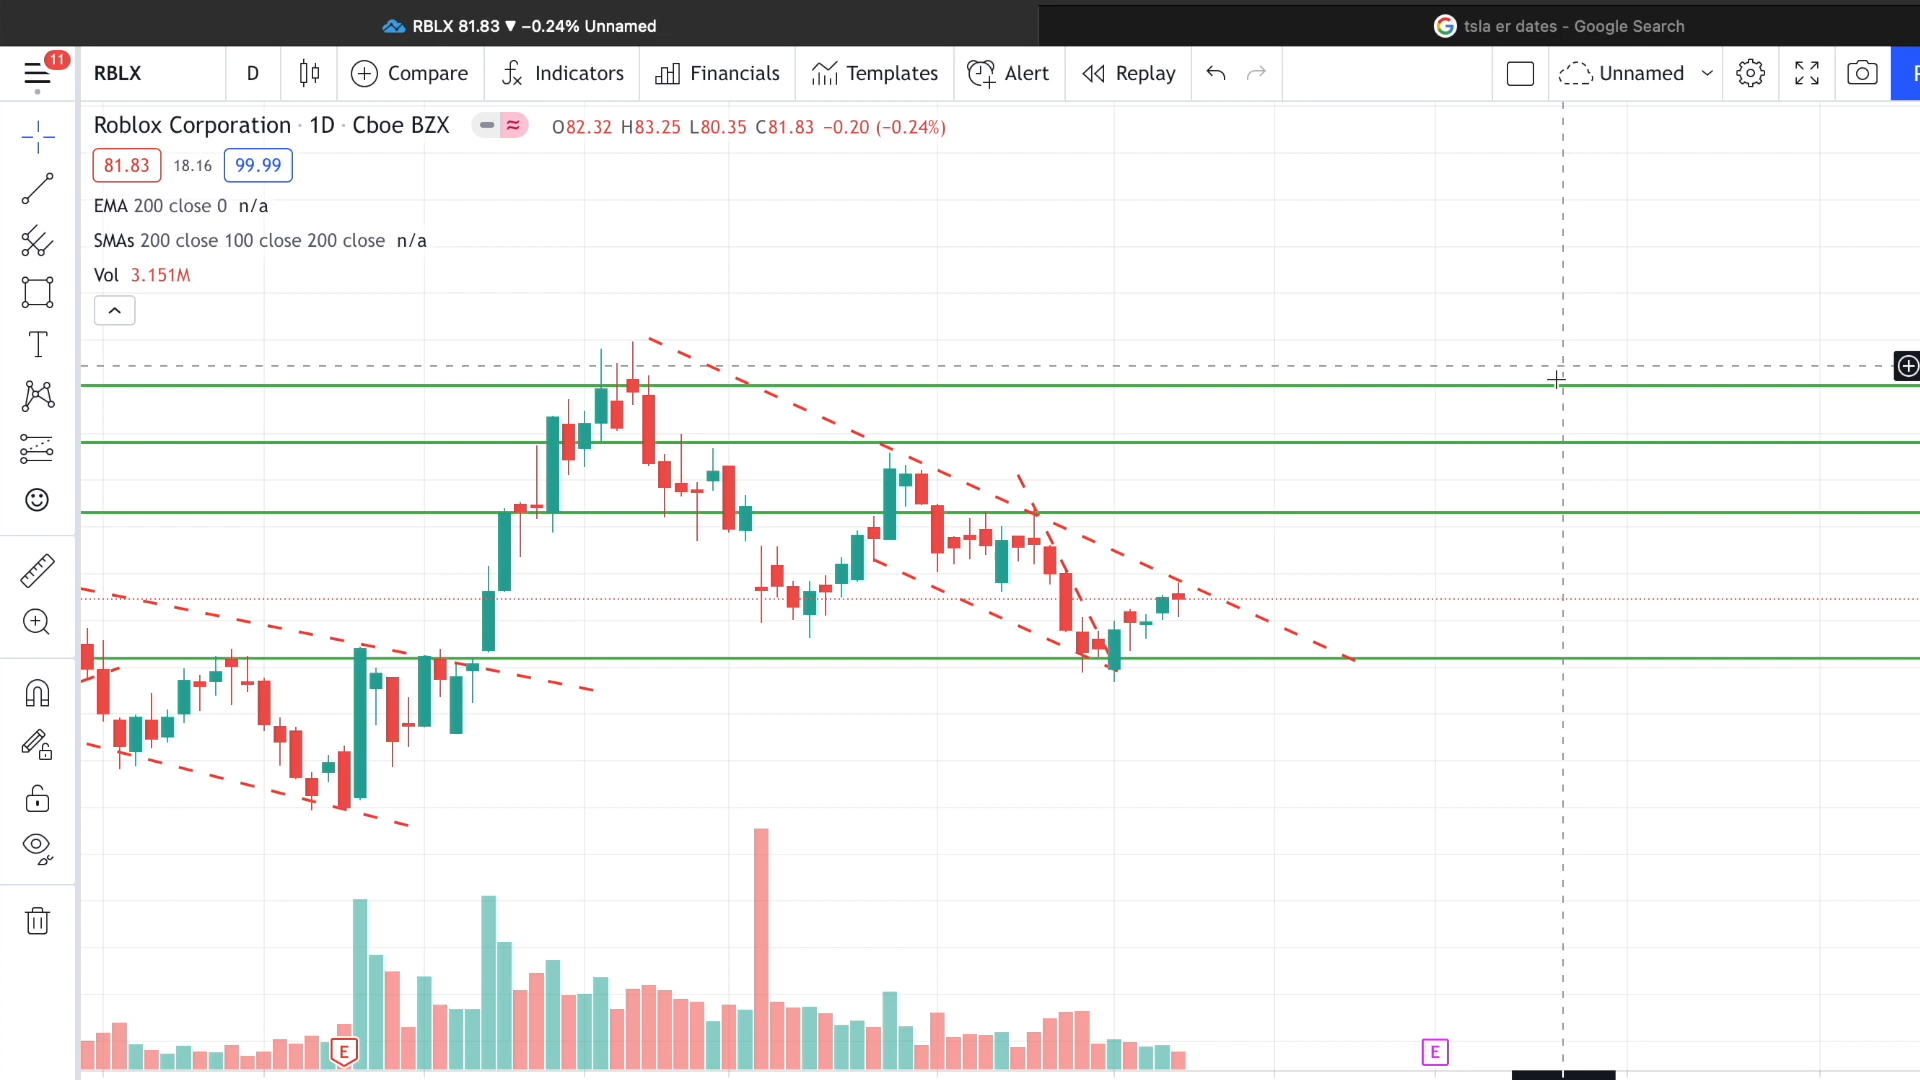 RBLX 81.83 ▼ −0.24% Unnamed
tsla er dates - Google Search
11
RBLX
D
Compare
Indicators
Financials
Templates
Alert
Replay
Unnamed
Roblox Corporation · 1D · Cboe BZX
O82.32 H83.25 L80.35 C81.83 −0.20 (−0.24%)
81.83 18.16 99.99
EMA 200 close 0 n/a
SMAs 200 close 100 close 200 close n/a
Vol 3.151M
T
E
E